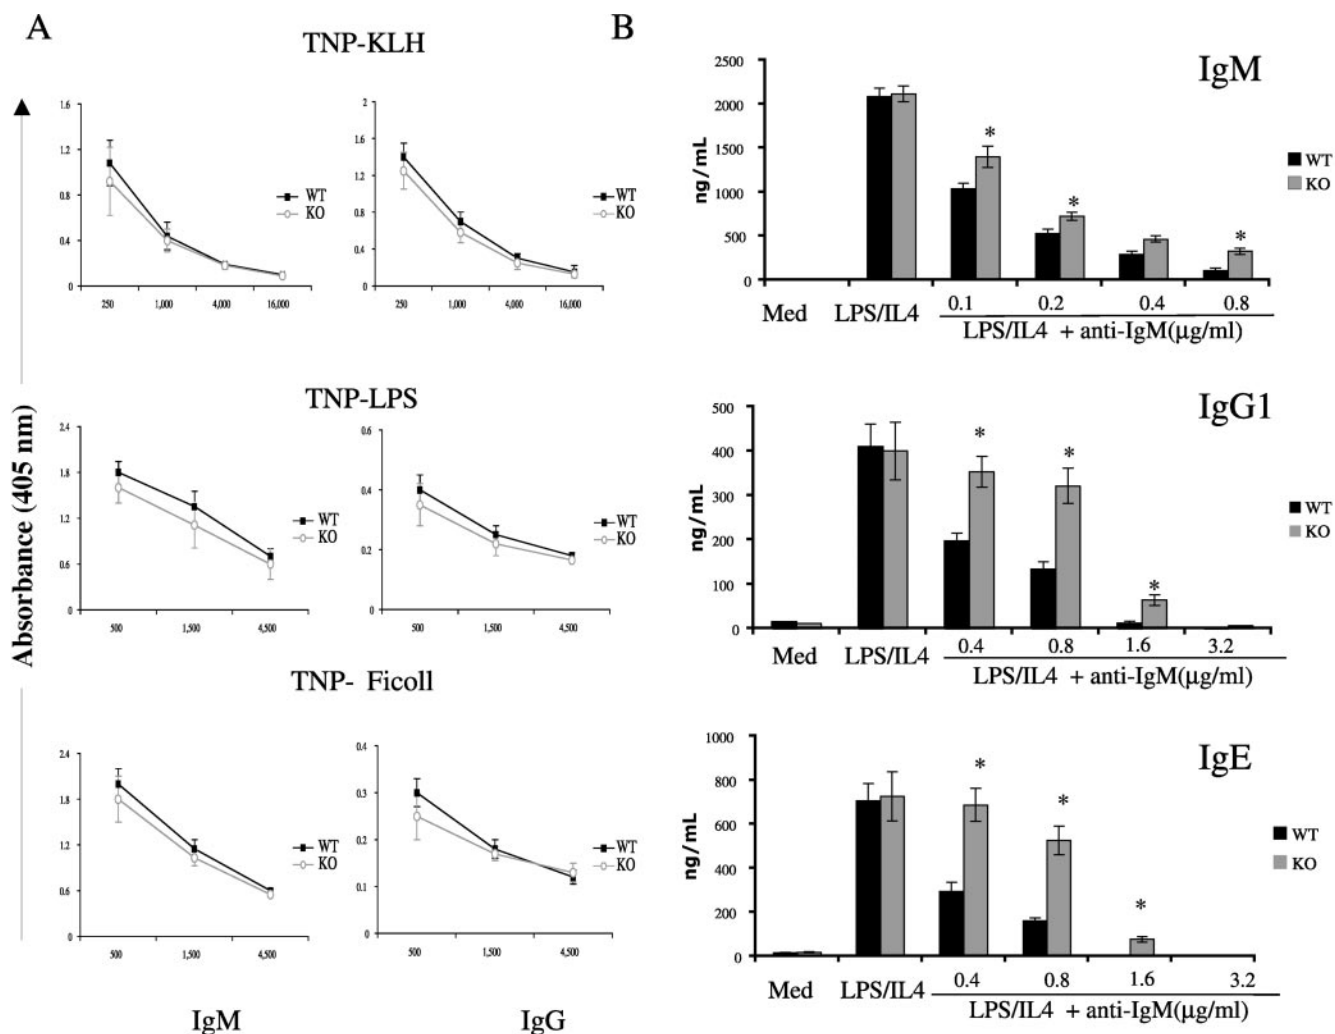 A
TNP-KLH
1.6
1.2
0.8
0.4
0
250 1,000 4,000 16,000
WT
KO
2
1.6
1.2
0.8
0.4
0
250 1,000 4,000 16,000
WT
KO
Absorbance (405 nm)
TNP-LPS
2.4
1.8
1.2
0.6
0
500 1,500 4,500
WT
KO
0.6
0.4
0.2
0
500 1,500 4,500
WT
KO
TNP- Ficoll
2.4
1.8
1.2
0.6
0
500 1,500 4,500
WT
KO
0.4
0.3
0.2
0.1
0
500 1,500 4,500
WT
KO
IgM IgG
B
IgM
2500
2000
1500
1000
500
0
ng/mL
* * *
WT
KO
0.1 0.2 0.4 0.8
Med LPS/IL4 LPS/IL4 + anti-IgM(µg/ml)
IgG1
500
400
300
200
100
0
ng/mL
* * *
WT
KO
0.4 0.8 1.6 3.2
Med LPS/IL4 LPS/IL4 + anti-IgM(µg/ml)
IgE
1000
800
600
400
200
0
ng/mL
* * *
WT
KO
0.4 0.8 1.6 3.2
Med LPS/IL4 LPS/IL4 + anti-IgM(µg/ml)